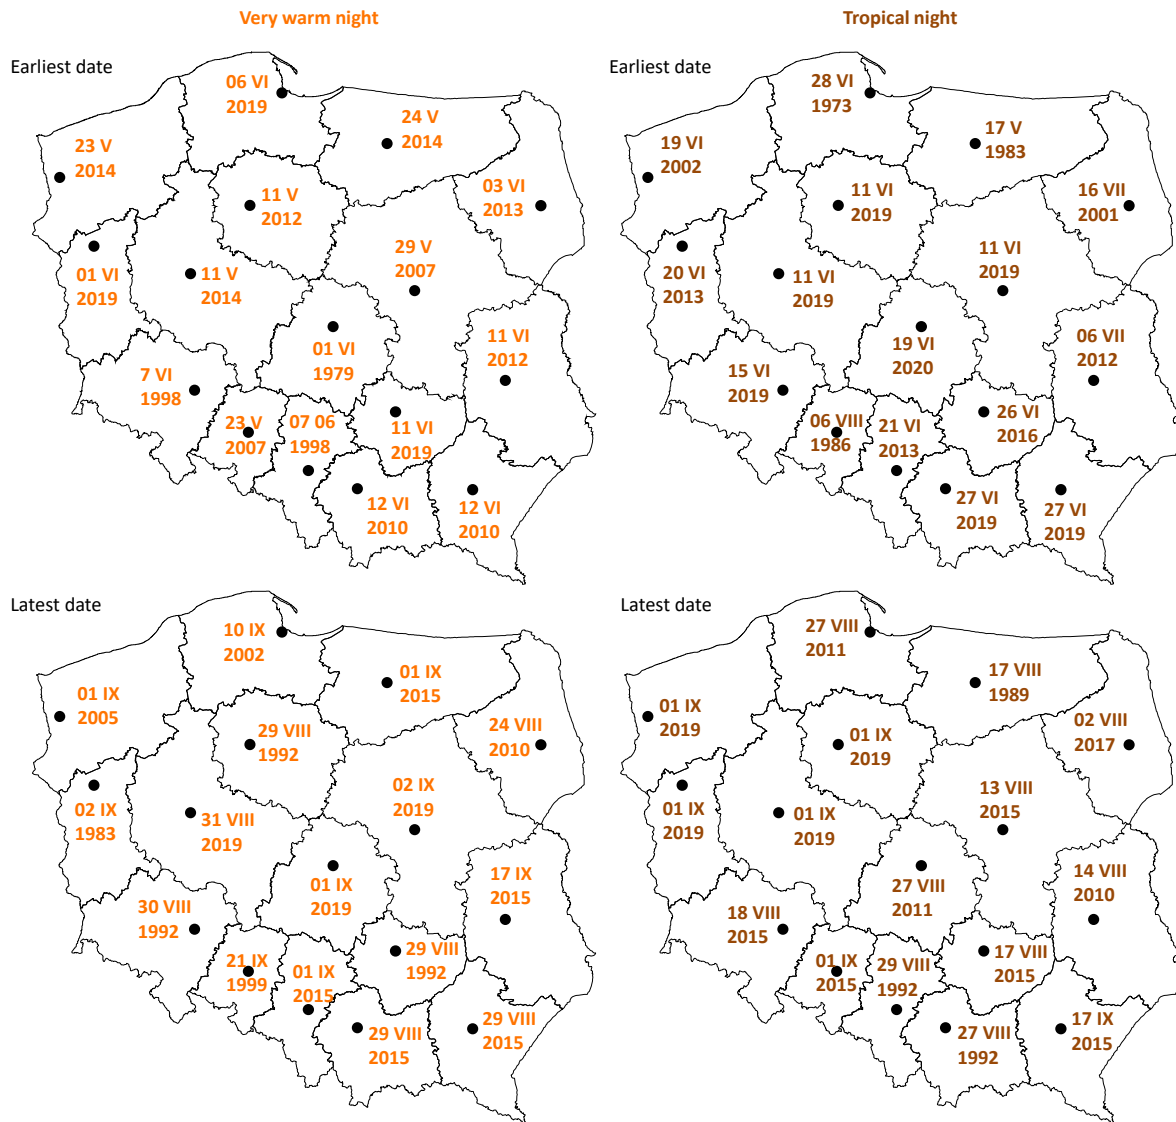 Very warm night
Tropical night
Earliest date
06 VI
2019
24 V
2014
23 V
2014
11 V
2012
03 VI
2013
29 V
2007
01 VI
2019
11 V
2014
11 VI
2012
01 VI
1979
7 VI
1998
23 V
2007
07 06
1998
11 VI
2019
12 VI
2010
12 VI
2010
Earliest date
28 VI
1973
17 V
1983
19 VI
2002
11 VI
2019
16 VII
2001
11 VI
2019
20 VI
2013
11 VI
2019
06 VII
2012
19 VI
2020
15 VI
2019
06 VIII
1986
21 VI
2013
26 VI
2016
27 VI
2019
27 VI
2019
Latest date
10 IX
2002
01 IX
2015
01 IX
2005
29 VIII
1992
24 VIII
2010
02 IX
2019
02 IX
1983
31 VIII
2019
17 IX
2015
01 IX
2019
30 VIII
1992
21 IX
1999
01 IX
2015
29 VIII
1992
29 VIII
2015
29 VIII
2015
Latest date
27 VIII
2011
17 VIII
1989
01 IX
2019
01 IX
2019
02 VIII
2017
13 VIII
2015
01 IX
2019
01 IX
2019
14 VIII
2010
27 VIII
2011
18 VIII
2015
01 IX
2015
29 VIII
1992
17 VIII
2015
27 VIII
1992
17 IX
2015